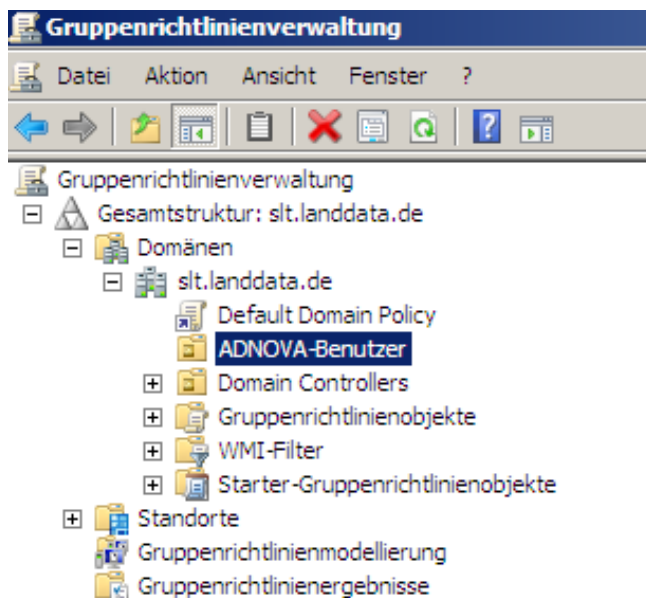 Gruppenrichtlinienverwaltung
Datei Aktion Ansicht Fenster ?
?
Gruppenrichtlinienverwaltung
Gesamtstruktur: slt.landdata.de
Domänen
slt.landdata.de
Default Domain Policy
ADNOVA-Benutzer
Domain Controllers
Gruppenrichtlinienobjekte
WMI-Filter
Starter-Gruppenrichtlinienobjekte
Standorte
Gruppenrichtlinienmodellierung
Gruppenrichtlinienergebnisse